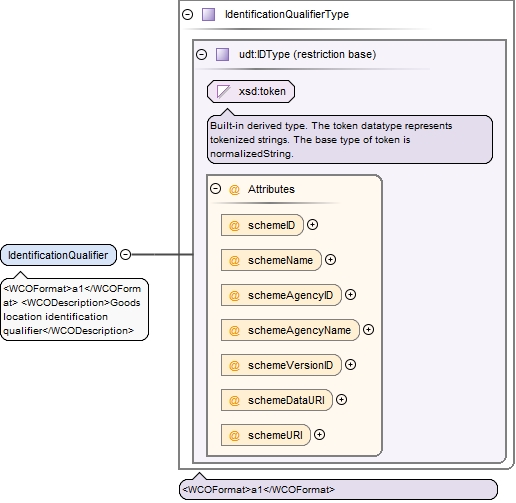 IdentificationQualifierType
udt:IDType (restriction base)
xsd:token
Built-in derived type. The token datatype represents
tokenized strings. The base type of token is
normalizedString.
@ Attributes
@ schemeID
@ schemeName
@ schemeAgencyID
@ schemeAgencyName
@ schemeVersionID
@ schemeDataURI
@ schemeURI
IdentificationQualifier
<WCOFormat>a1</WCOForm
at> <WCODescription>Goods
location identification
qualifier</WCODescription>
<WCOFormat>a1</WCOFormat>